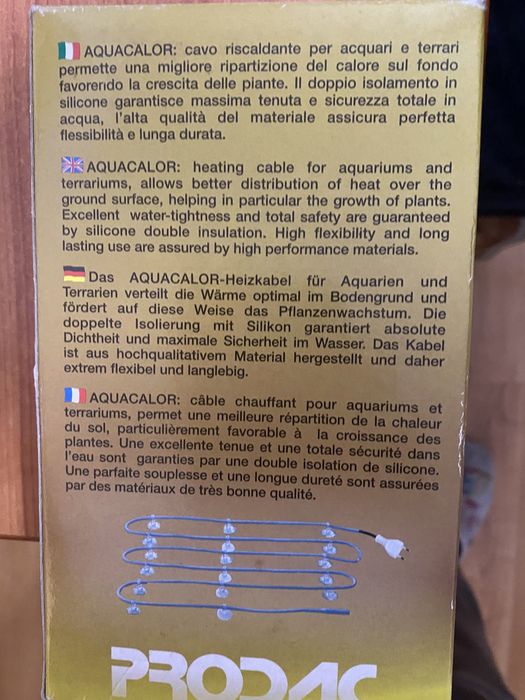 AQUACALOR: cavo riscaldante per acquari e terrari
permette una migliore ripartizione del calore sul fondo
favorendo la crescita delle piante. Il doppio isolamento in
silicone garantisce massima tenuta e sicurezza totale in
acqua, l'alta qualità del materiale assicura perfetta
flessibilità e lunga durata.
AQUACALOR: heating cable for aquariums and
terrariums, allows better distribution of heat over the
ground surface, helping in particular the growth of plants.
Excellent water-tightness and total safety are guaranteed
by silicone double insulation. High flexibility and long
lasting use are assured by high performance materials.
Das AQUACALOR-Heizkabel für Aquarien und
Terrarien verteilt die Wärme optimal im Bodengrund und
fördert auf diese Weise das Pflanzenwachstum. Die
doppelte Isolierung mit Silikon garantiert absolute
Dichtheit und maximale Sicherheit im Wasser. Das Kabel
ist aus hochqualitativem Material hergestellt und daher
extrem flexibel und langlebig.
AQUACALOR: câble chauffant pour aquariums et
terrariums, permet une meilleure répartition de la chaleur
du sol, particulièrement favorable à la croissance des
plantes. Une excellente tenue et une totale sécurité dans
l'eau sont garanties par une double isolation de silicone.
Une parfaite souplesse et une longue dureté sont assurées
par des matériaux de très bonne qualité.
PRODAC